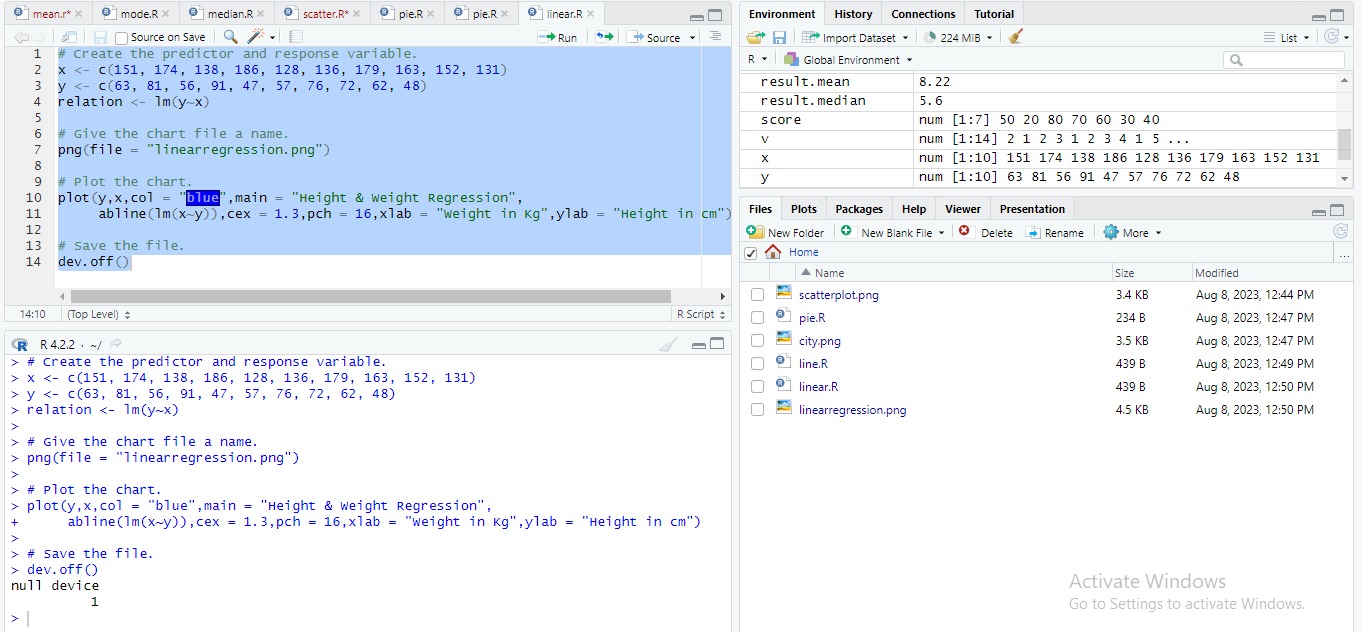 mean.r* mode.R median.R scatter.R* pie.R pie.R linear.R
Source on Save Run Source
1 # Create the predictor and response variable.
2 x <- c(151, 174, 138, 186, 128, 136, 179, 163, 152, 131)
3 y <- c(63, 81, 56, 91, 47, 57, 76, 72, 62, 48)
4 relation <- lm(y~x)
5
6 # Give the chart file a name.
7 png(file = "linearregression.png")
8
9 # Plot the chart.
10 plot(y,x,col = "blue",main = "Height & Weight Regression",
11 abline(lm(x~y)),cex = 1.3,pch = 16,xlab = "Weight in Kg",ylab = "Height in cm")
12
13 # Save the file.
14 dev.off()
14:10 (Top Level) R Script
R R 4.2.2 · ~/
> # Create the predictor and response variable.
> x <- c(151, 174, 138, 186, 128, 136, 179, 163, 152, 131)
> y <- c(63, 81, 56, 91, 47, 57, 76, 72, 62, 48)
> relation <- lm(y~x)
>
> # Give the chart file a name.
> png(file = "linearregression.png")
>
> # Plot the chart.
> plot(y,x,col = "blue",main = "Height & Weight Regression",
+ abline(lm(x~y)),cex = 1.3,pch = 16,xlab = "Weight in Kg",ylab = "Height in cm")
>
> # Save the file.
> dev.off()
null device
1
>
Environment History Connections Tutorial
Import Dataset 224 MiB List
R Global Environment
result.mean 8.22
result.median 5.6
score num [1:7] 50 20 80 70 60 30 40
v num [1:14] 2 1 2 3 1 2 3 4 1 5 ...
x num [1:10] 151 174 138 186 128 136 179 163 152 131
y num [1:10] 63 81 56 91 47 57 76 72 62 48
Files Plots Packages Help Viewer Presentation
New Folder New Blank File Delete Rename More
Home ...
Name Size Modified
scatterplot.png 3.4 KB Aug 8, 2023, 12:44 PM
pie.R 234 B Aug 8, 2023, 12:47 PM
city.png 3.5 KB Aug 8, 2023, 12:47 PM
line.R 439 B Aug 8, 2023, 12:49 PM
linear.R 439 B Aug 8, 2023, 12:50 PM
linearregression.png 4.5 KB Aug 8, 2023, 12:50 PM
Activate Windows
Go to Settings to activate Windows.